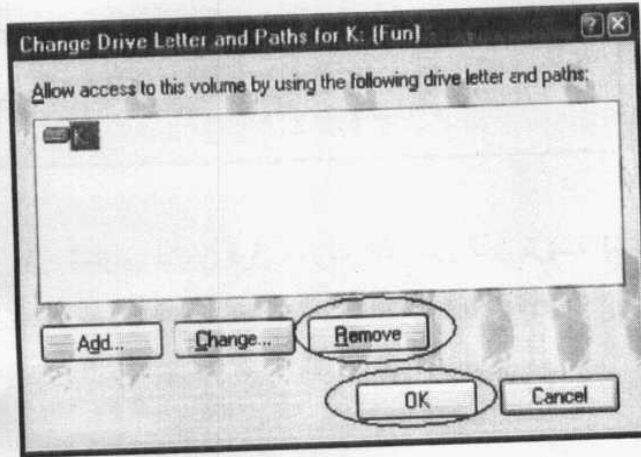 Change Drive Letter and Paths for K: (Fun)
Allow access to this volume by using the following drive letter and paths:
K:
Add... Change... Remove
OK Cancel